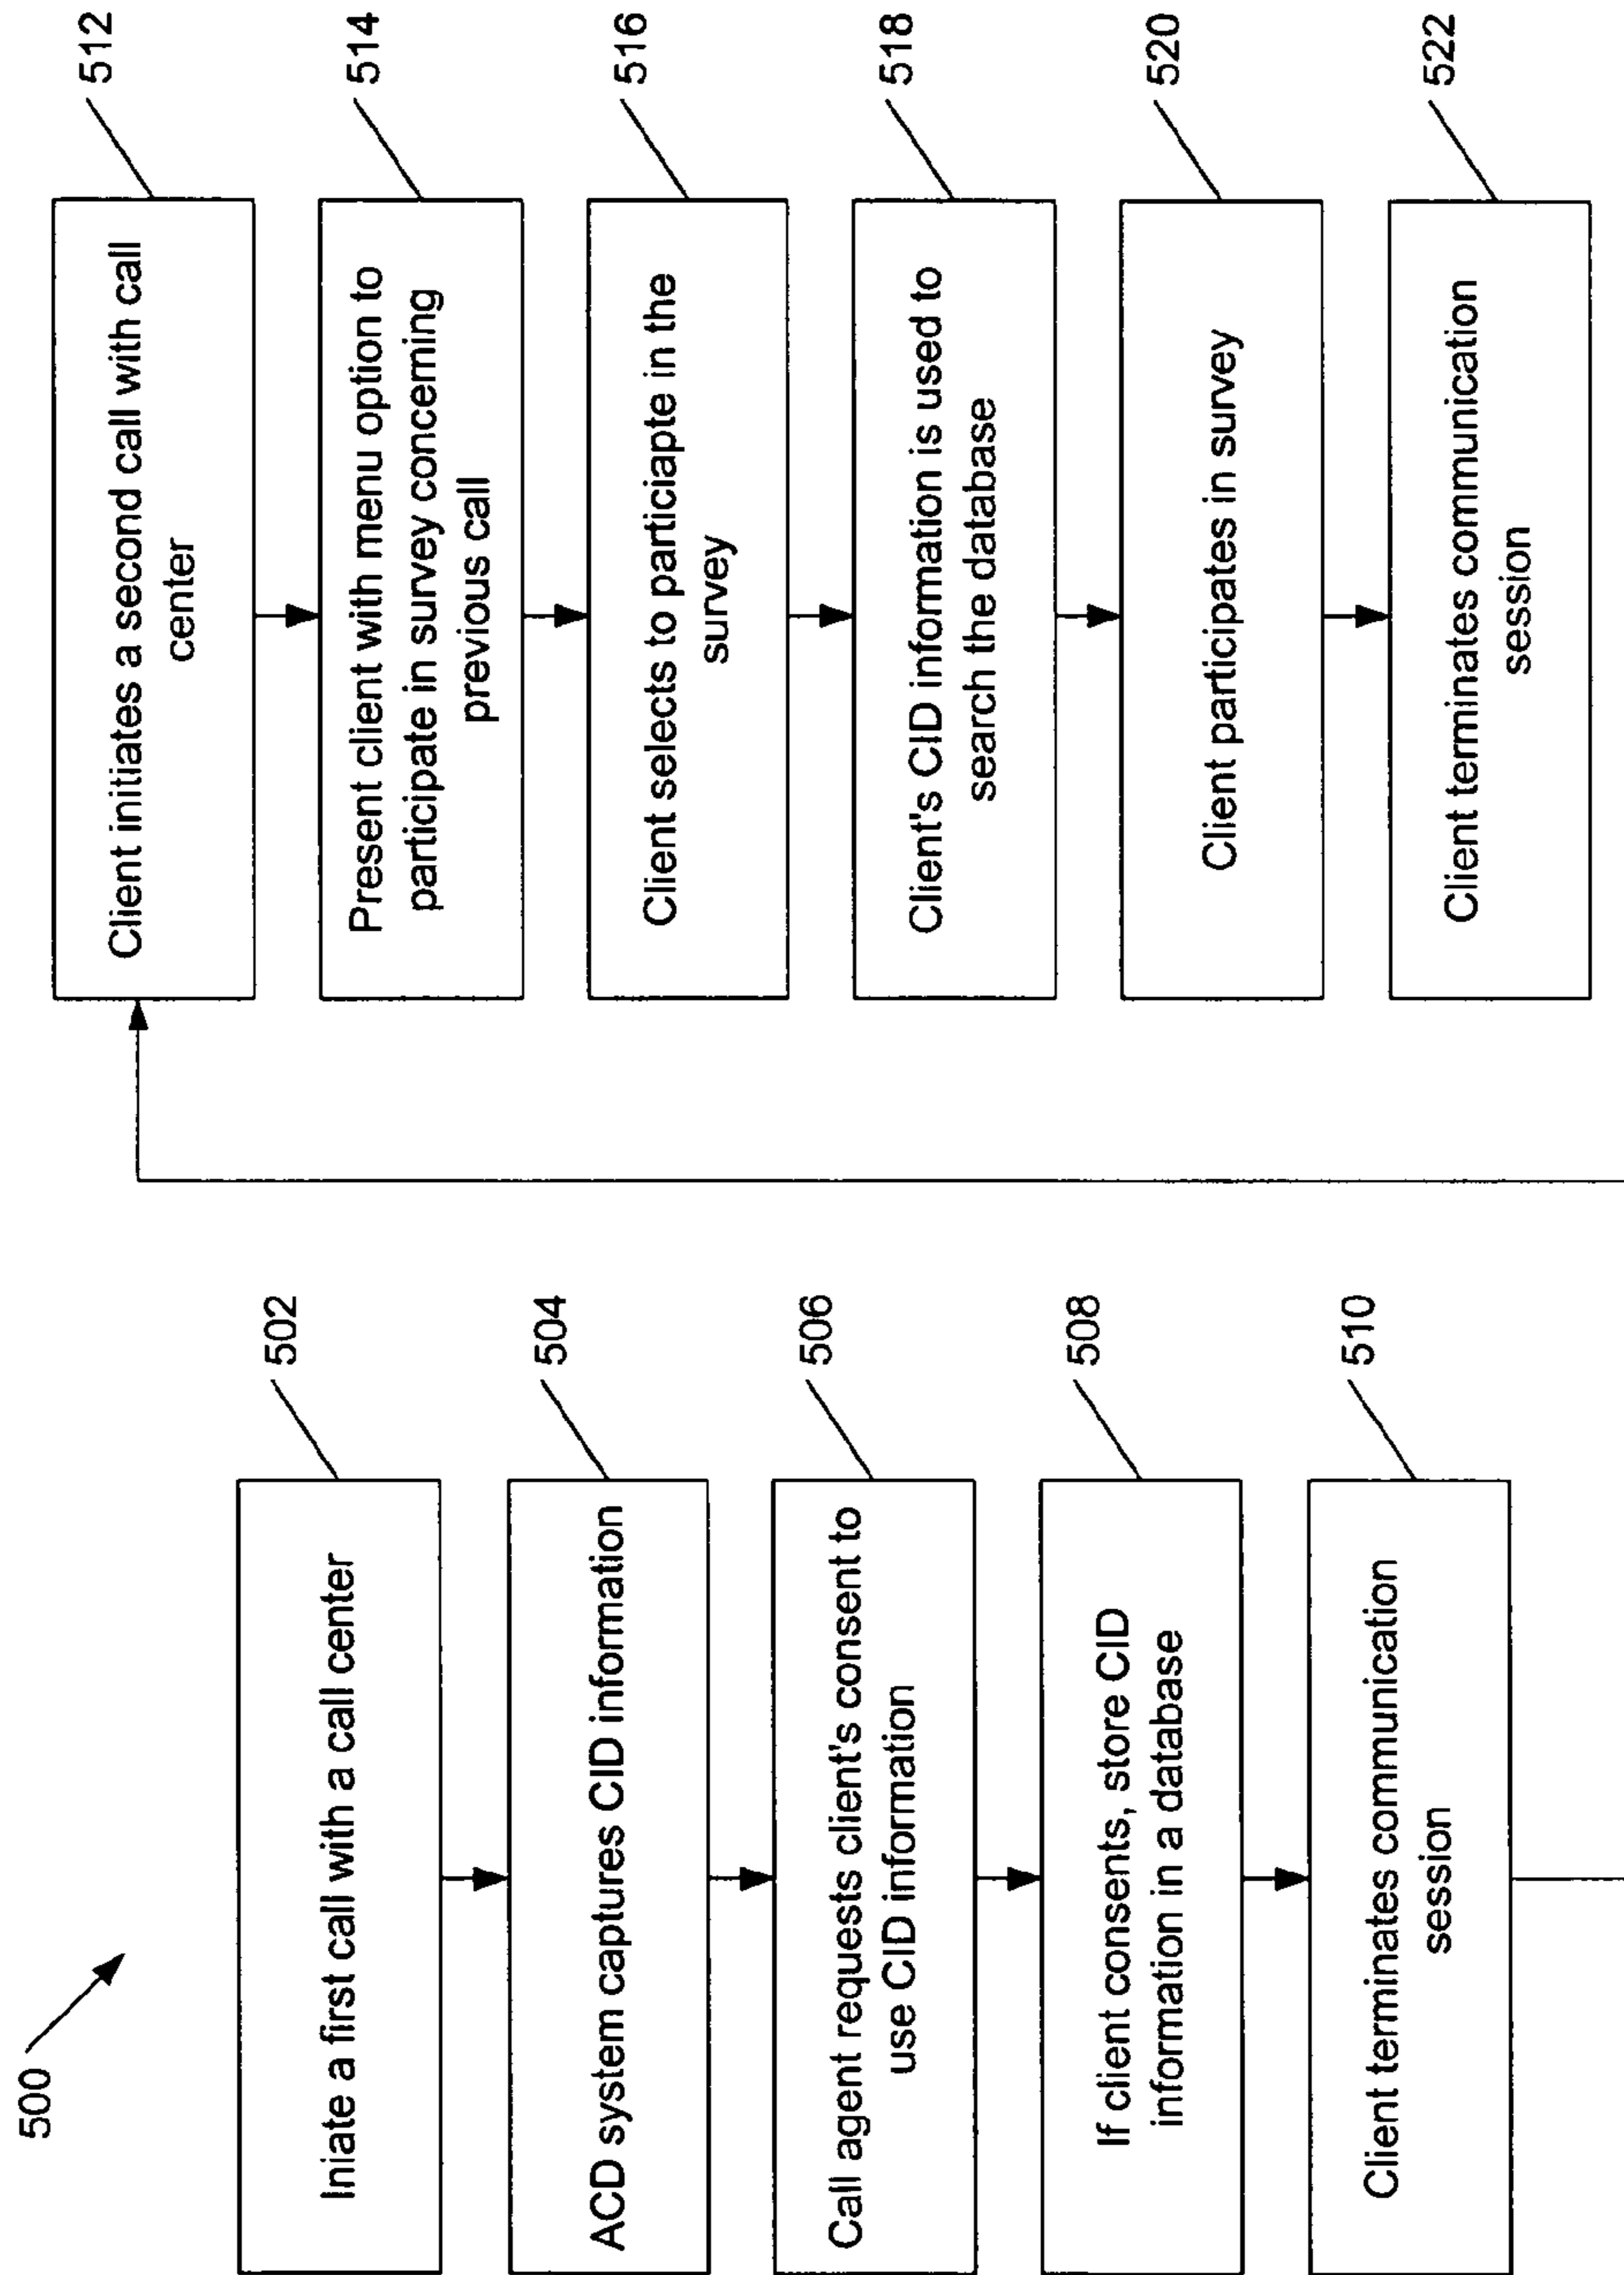 500
Iniate a first call with a call center
502
ACD system captures CID information
504
Call agent requests client's consent to
use CID information
506
If client consents, store CID
information in a database
508
Client terminates communication
session
510
Client initiates a second call with call
center
512
Present client with menu option to
participate in survey concerning
previous call
514
Client selects to particiapte in the
survey
516
Client's CID information is used to
search the database
518
Client participates in survey
520
Client terminates communication
session
522